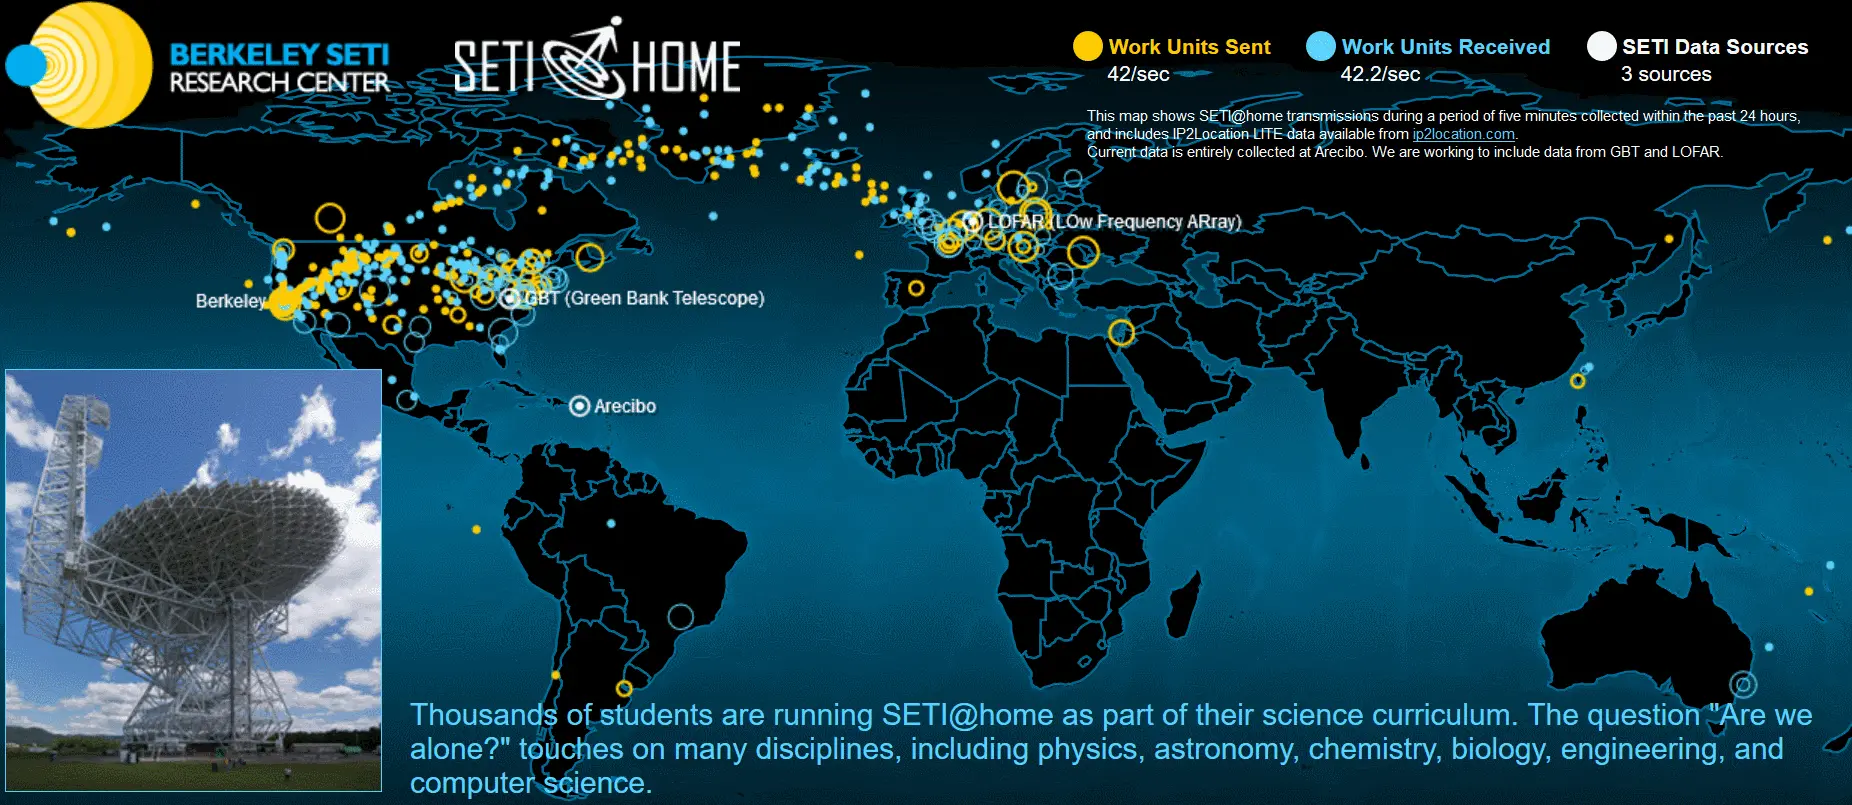 BERKELEY SETI
RESEARCH CENTER
SETI HOME
Work Units Sent
42/sec
Work Units Received
42.2/sec
SETI Data Sources
3 sources
This map shows SETI@home transmissions during a period of five minutes collected within the past 24 hours,
and includes IP2Location LITE data available from ip2location.com.
Current data is entirely collected at Arecibo. We are working to include data from GBT and LOFAR.
LOFAR (LOw Frequency ARray)
Berkeley
GBT (Green Bank Telescope)
Arecibo
Thousands of students are running SETI@home as part of their science curriculum. The question "Are we
alone?" touches on many disciplines, including physics, astronomy, chemistry, biology, engineering, and
computer science.